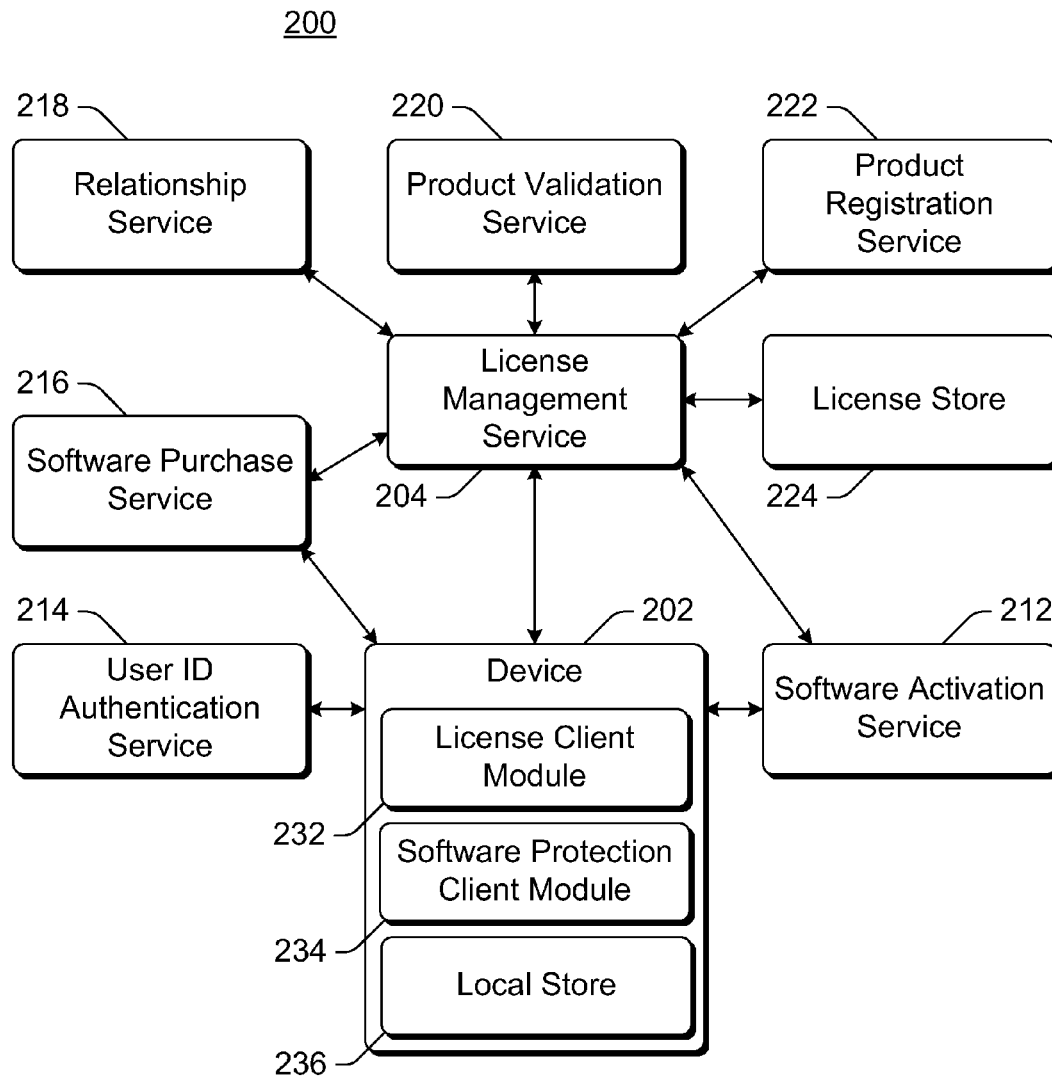 200
218
220
222
Relationship
Service
Product Validation
Service
Product
Registration
Service
216
License
Management
Service
License Store
Software Purchase
Service
204
224
214
202
212
User ID
Authentication
Service
Device
Software Activation
Service
License Client
Module
232
Software Protection
Client Module
234
Local Store
236